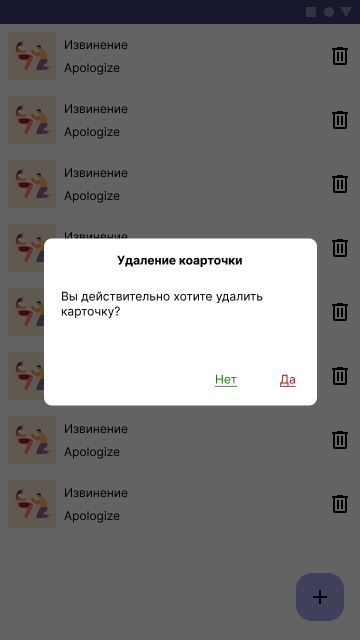 Извинение
Apologize
Извинение
Apologize
Извинение
Apologize
Извинение
Удаление коарточки
Вы действительно хотите удалить
карточку?
Нет
Да
Извинение
Apologize
Извинение
Apologize